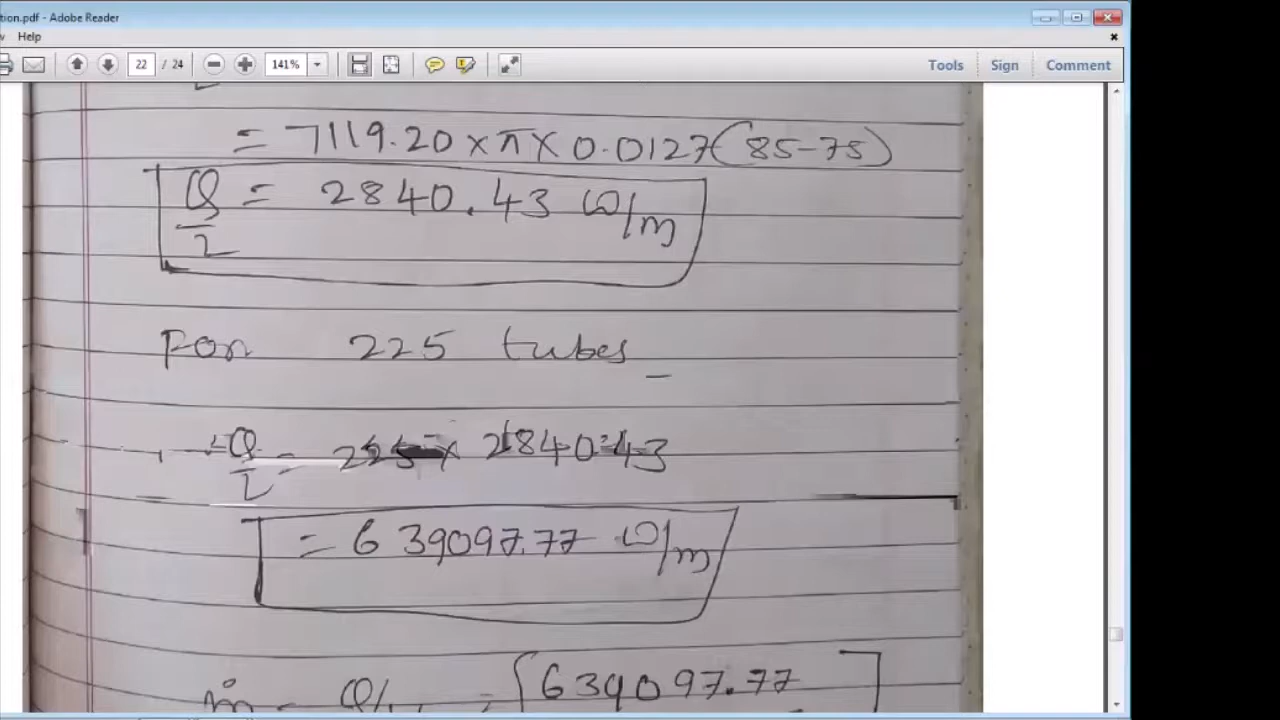 tion.pdf - Adobe Reader
Help
22 / 24 141% Tools Sign Comment
= 7119.20 × π × 0.0127 (85-75)
Q/L = 2840.43 W/m
For 225 tubes
Q/L = 225 × 2840.43
= 639097.77 W/m
ṁ = Q/L = 639097.77